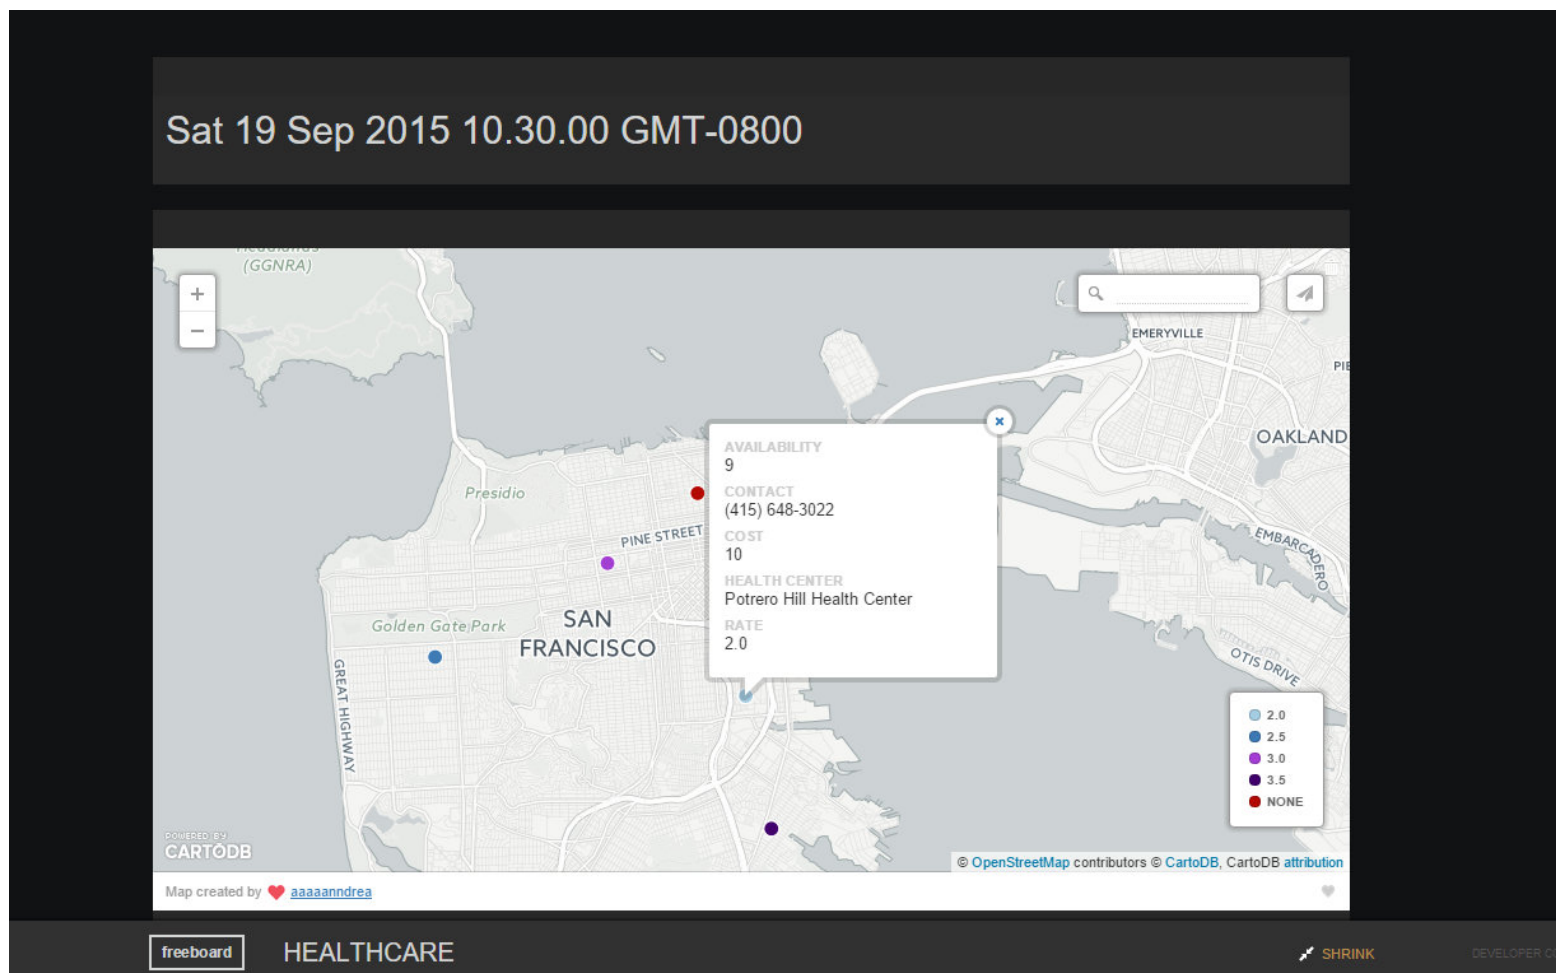 Sat 19 Sep 2015 10.30.00 GMT-0800
(GGNRA)
+
−
EMERYVILLE
OAKLAND
AVAILABILITY
9
Presidio
CONTACT
(415) 648-3022
PINE STREET
COST
10
EMBARCADERO
HEALTH CENTER
Potrero Hill Health Center
Golden Gate Park
SAN
FRANCISCO
RATE
2.0
OTIS DRIVE
GREAT HIGHWAY
2.0
2.5
3.0
3.5
NONE
POWERED BY
CARTODB
© OpenStreetMap contributors © CartoDB, CartoDB attribution
Map created by aaaaanndrea
freeboard
HEALTHCARE
SHRINK
DEVELOPER